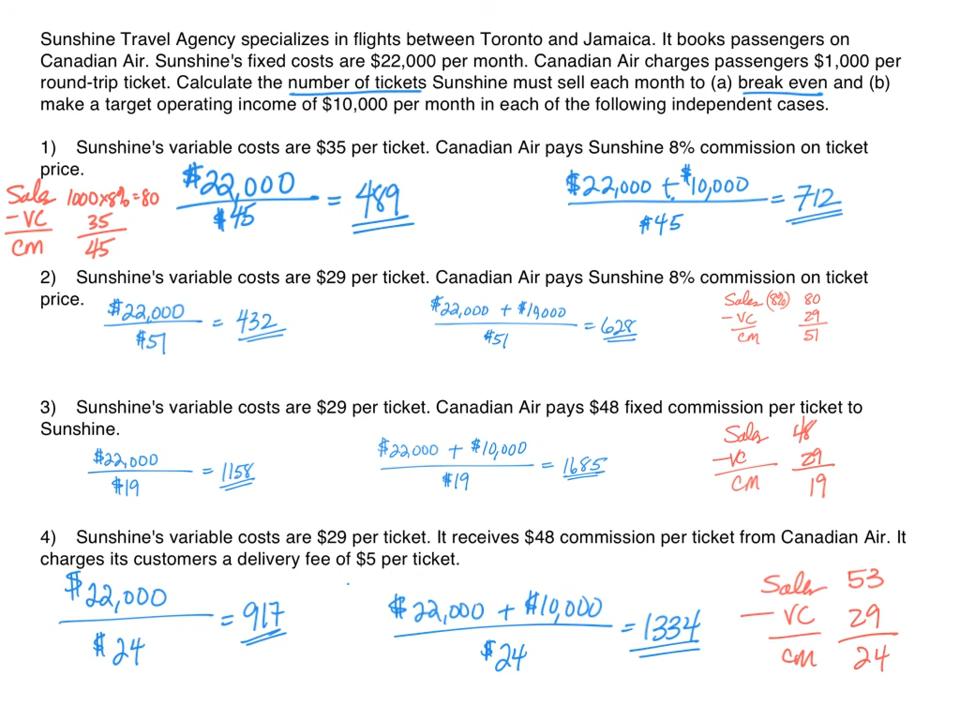 Sunshine Travel Agency specializes in flights between Toronto and Jamaica. It books passengers on
Canadian Air. Sunshine's fixed costs are $22,000 per month. Canadian Air charges passengers $1,000 per
round-trip ticket. Calculate the number of tickets Sunshine must sell each month to (a) break even and (b)
make a target operating income of $10,000 per month in each of the following independent cases.
1) Sunshine's variable costs are $35 per ticket. Canadian Air pays Sunshine 8% commission on ticket
price.
Sales 1000x8%=80
- VC 35
CM 45
$22,000
$45
= 489
$22,000 + $10,000
$45
= 712
2) Sunshine's variable costs are $29 per ticket. Canadian Air pays Sunshine 8% commission on ticket
price.
$22,000
$51
= 432
$22,000 + $10,000
$51
= 628
Sales (8%) 80
- VC 29
CM 51
3) Sunshine's variable costs are $29 per ticket. Canadian Air pays $48 fixed commission per ticket to
Sunshine.
$22,000
$19
= 1158
$22,000 + $10,000
$19
= 1685
Sales 48
- VC 29
CM 19
4) Sunshine's variable costs are $29 per ticket. It receives $48 commission per ticket from Canadian Air. It
charges its customers a delivery fee of $5 per ticket.
$22,000
$24
= 917
$22,000 + $10,000
$24
= 1334
Sales 53
- VC 29
CM 24